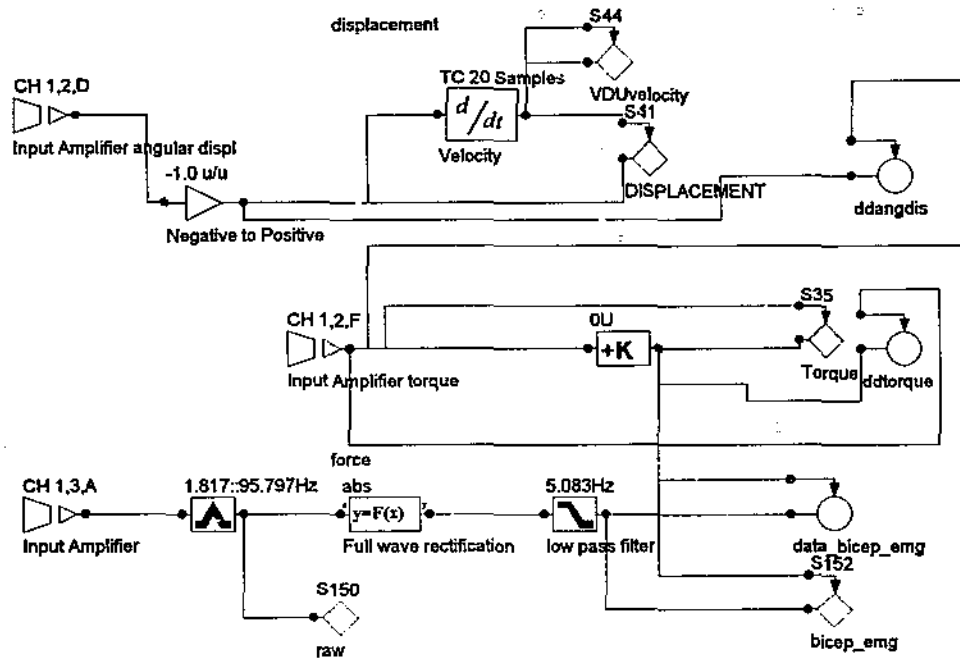 displacement
S44
CH 1,2,D
TC 20 Samples
d/dt
VDUvelocity
S41
Input Amplifier angular displ
Velocity
-1.0 u/u
DISPLACEMENT
ddangdis
Negative to Positive
S35
CH 1,2,F
0U
+K
Input Amplifier torque
Torque
ddtorque
force
CH 1,3,A
1.817::95.797Hz
abs
5.083Hz
y=F(x)
Input Amplifier
Full wave rectification
low pass filter
data_bicep_emg
S152
S150
raw
bicep_emg